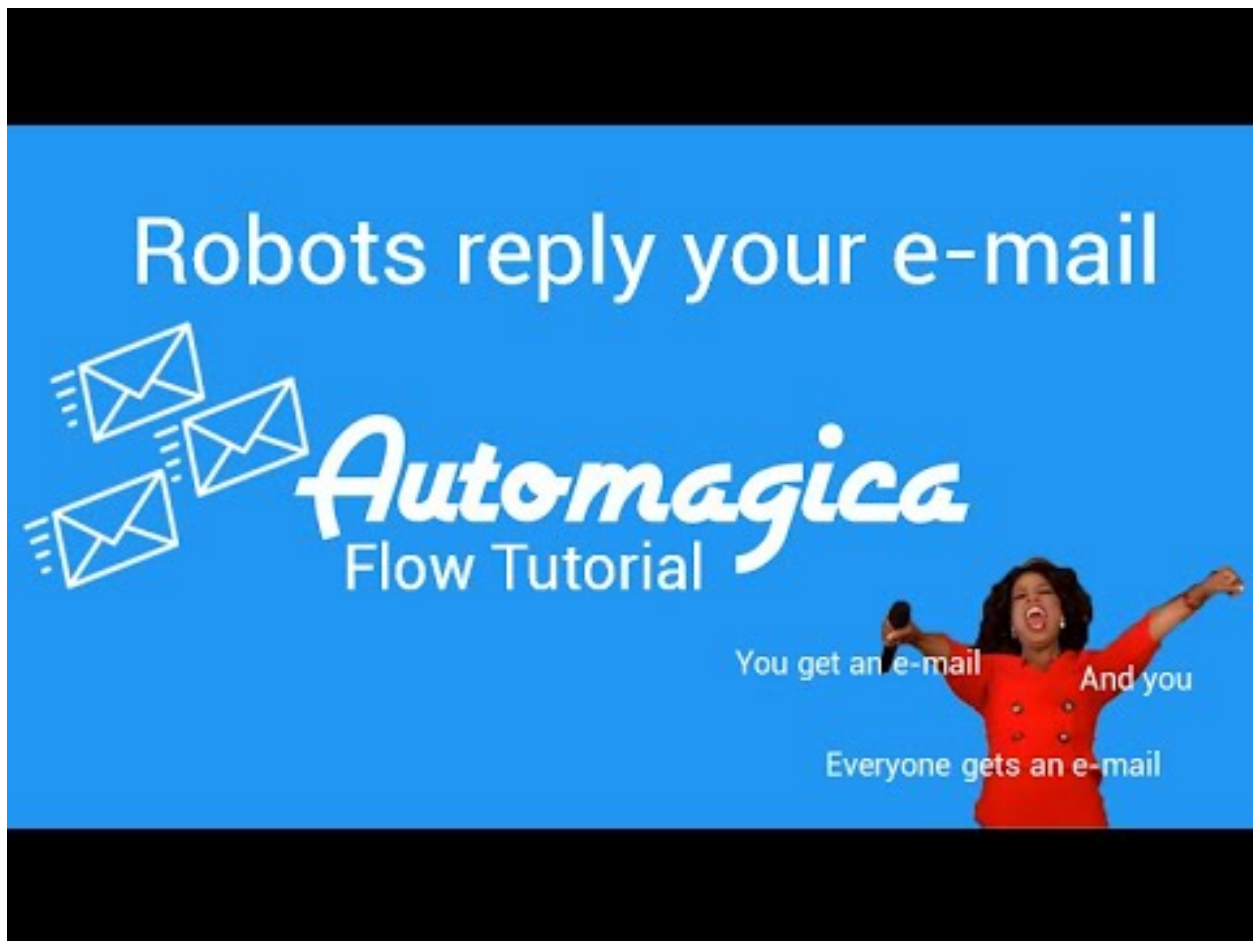 Robots reply your e-mail
Automagica
Flow Tutorial
You get an e-mail
And you
Everyone gets an e-mail